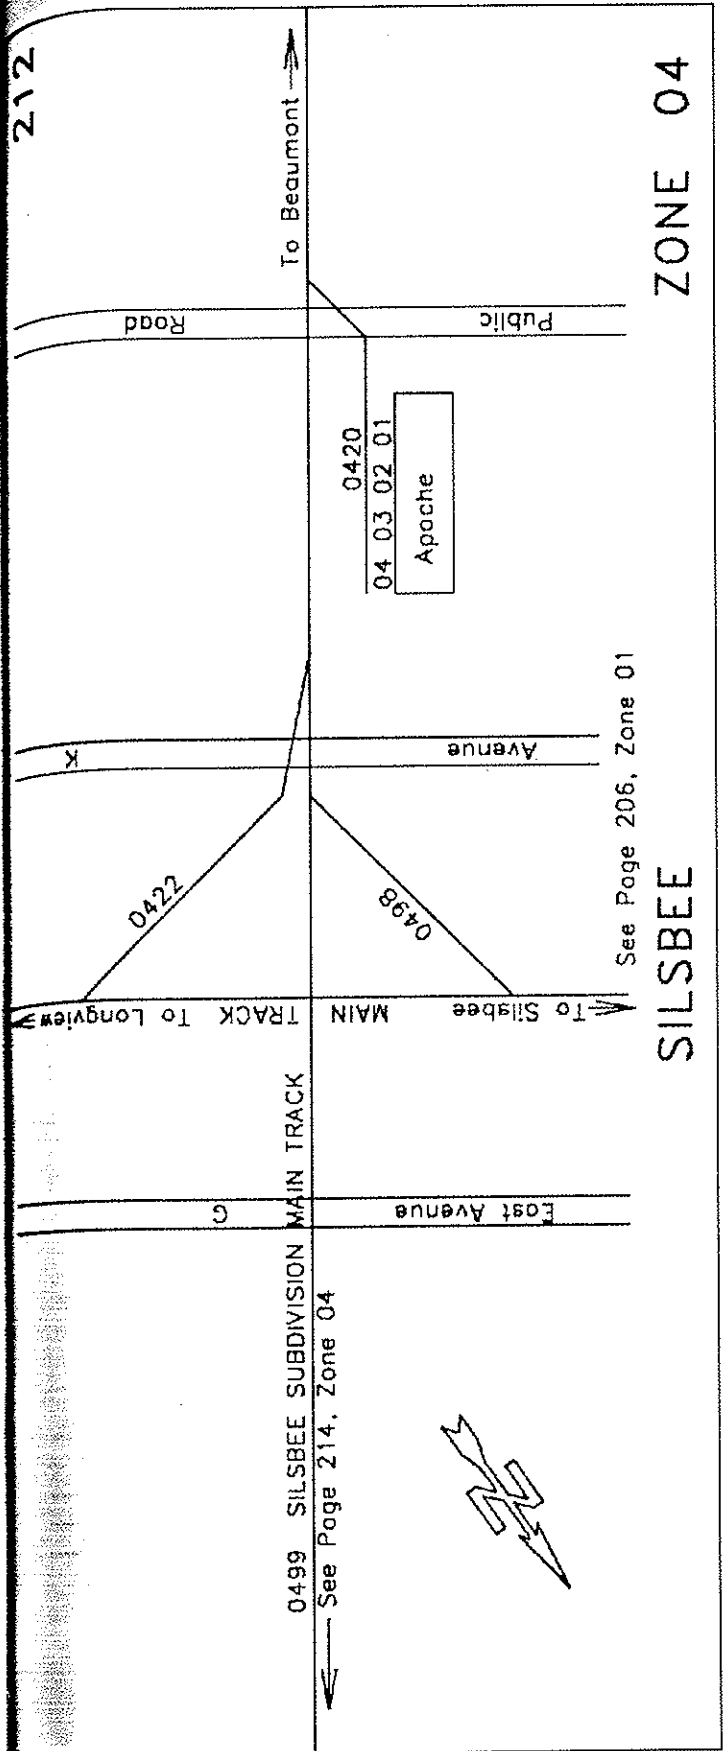 212
To Beaumont
Public Road
0420
04 03 02 01
Apache
Avenue K
0422
0498
To Silsbee MAIN TRACK To Longview
See Page 206, Zone 01
0499 SILSBEE SUBDIVISION MAIN TRACK
See Page 214, Zone 04
East Avenue G
N
SILSBEE ZONE 04